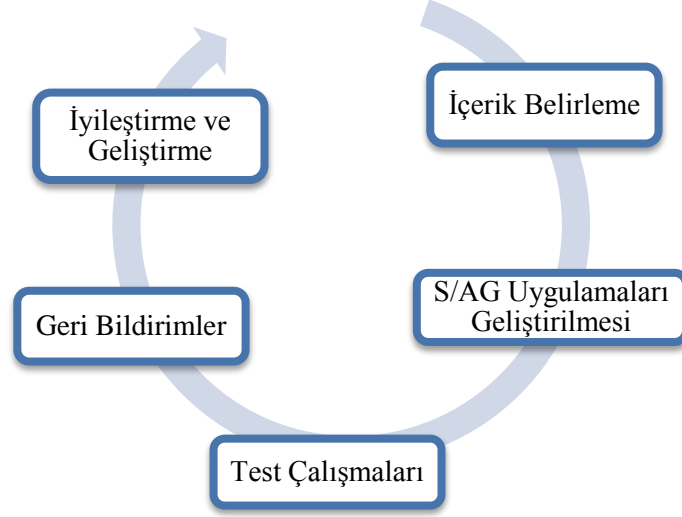 İçerik Belirleme
S/AG Uygulamaları
Geliştirilmesi
Test Çalışmaları
Geri Bildirimler
İyileştirme ve
Geliştirme